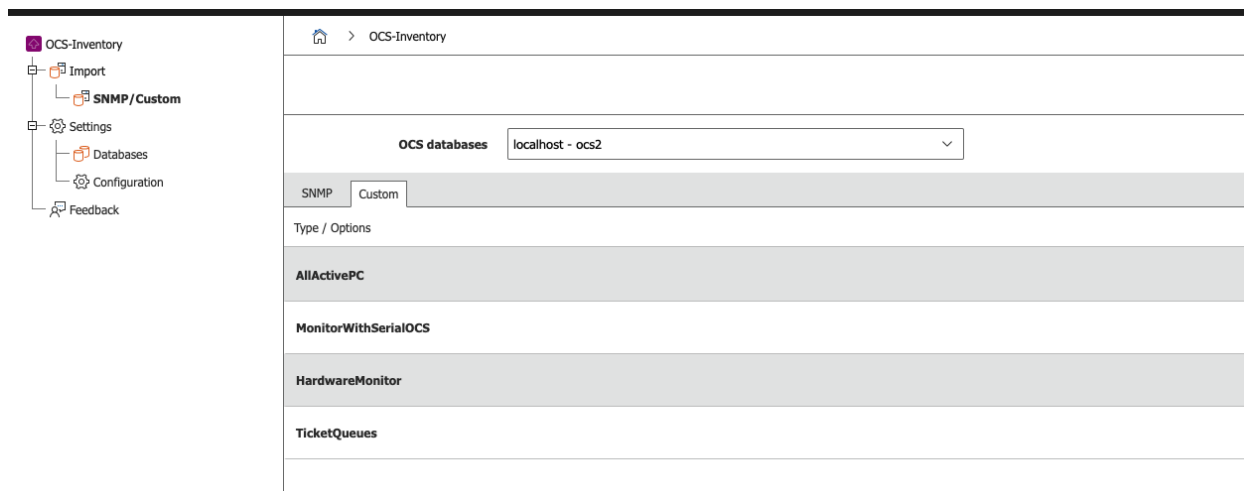 OCS-Inventory
Import
SNMP/Custom
Settings
Databases
Configuration
Feedback
> OCS-Inventory
OCS databases localhost - ocs2
SNMP Custom
Type / Options
AllActivePC
MonitorWithSerialOCS
HardwareMonitor
TicketQueues